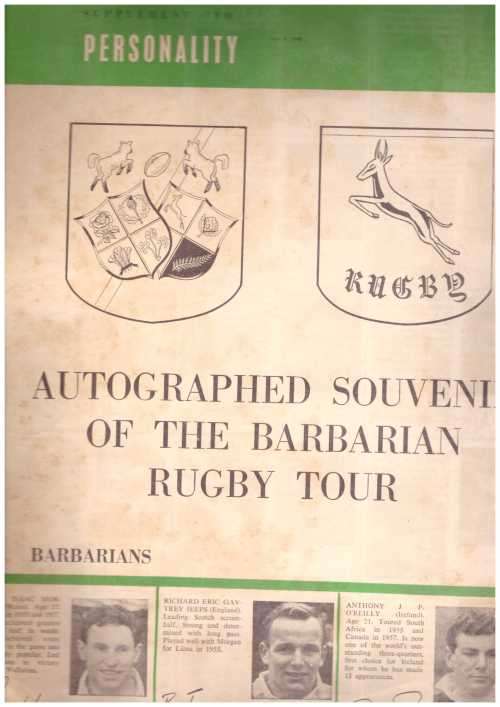 SUPPLEMENT TO
PERSONALITY
RUGBY
AUTOGRAPHED SOUVENI
OF THE BARBARIAN
RUGBY TOUR
BARBARIANS
RICHARD ERIC GAV-
TREY JEEPS (England).
Leading Scotch scrum-
half. Strong and deter-
mined with long pass.
Played well with Morgan
for Lions in 1955.
ANTHONY J. F.
O'REILLY (Ireland).
Age 21. Toured South
Africa in 1955 and
Canada in 1957. Is now
one of the world's out-
standing three-quarters,
first choice for Ireland
for whom he has made
12 appearances.